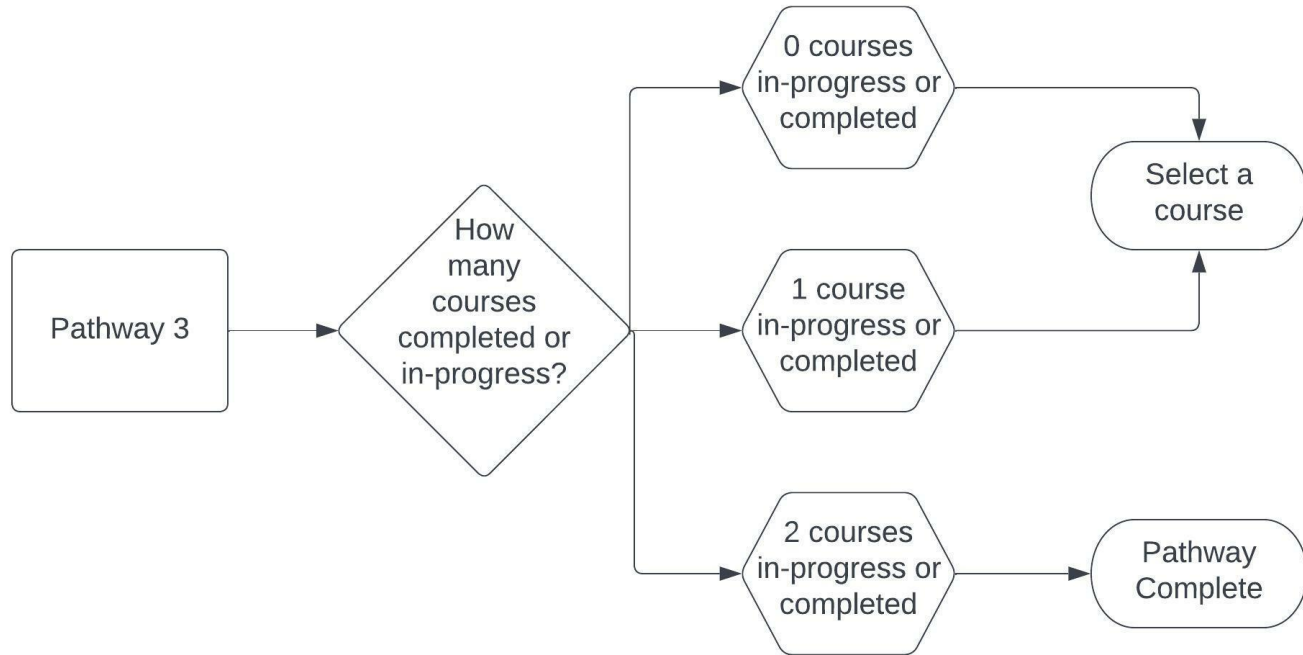 Pathway 3
How
many
courses
completed or
in-progress?
0 courses
in-progress or
completed
1 course
in-progress or
completed
2 courses
in-progress or
completed
Select a
course
Pathway
Complete